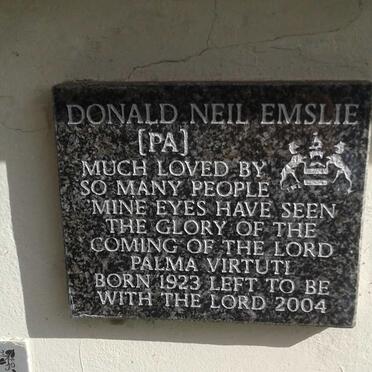 DONALD NEIL EMSLIE
[PA]
MUCH LOVED BY
SO MANY PEOPLE
'MINE EYES HAVE SEEN
THE GLORY OF THE
COMING OF THE LORD
PALMA VIRTUTI
BORN 1923 LEFT TO BE
WITH THE LORD 2004